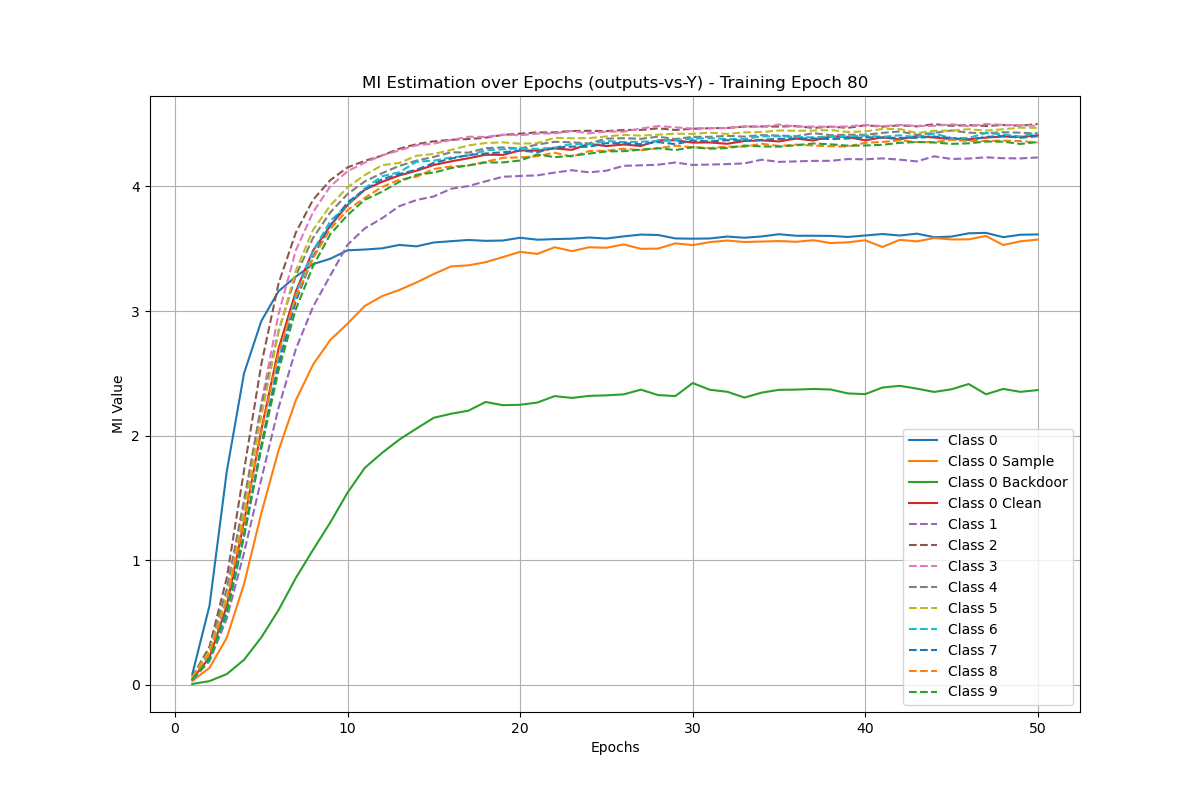 MI Estimation over Epochs (outputs-vs-Y) - Training Epoch 80
MI Value
4
3
2
1
0
0 10 20 30 40 50
Epochs
Class 0
Class 0 Sample
Class 0 Backdoor
Class 0 Clean
Class 1
Class 2
Class 3
Class 4
Class 5
Class 6
Class 7
Class 8
Class 9